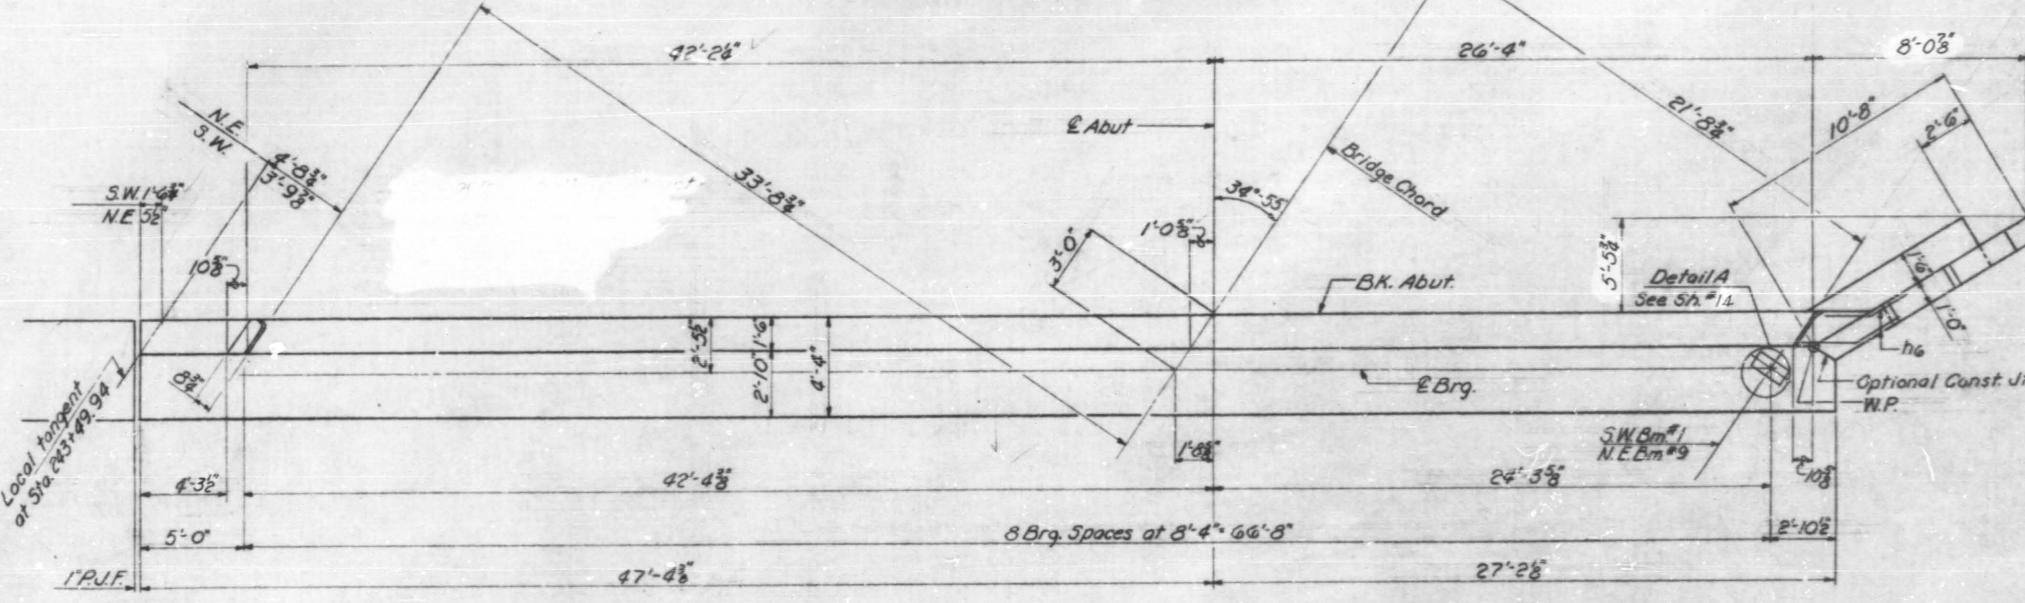 42'-2¼"
26'-4"
8'-0⅞"
N.E.
S.W.
4'-8¾"
3'-9⅞"
33'-8¾"
21'-8¾"
10'-8"
2'-6"
℄ Abut
Bridge Chord
34°-55'
S.W. 1'-6¾"
N.E. 5½"
10⅝"
3'-0"
1'-0⅝"
5'-5¾"
BK. Abut.
Detail A
See Sh. #14
1'-6"
1'-0"
h6
8¾"
2'-5½"
1'-6"
2'-10"
4'-4"
℄ Brg.
Optional Const. Jt
W.P.
Local tangent
at Sta. 243+49.94
S.W. Bm #1
N.E. Bm #9
4'-3½"
42'-4⅜"
24'-3⅝"
10⅝"
5'-0"
8 Brg. Spaces at 8'-4" = 66'-8"
2'-10½"
1" P.J.F.
47'-4⅜"
27'-2⅛"